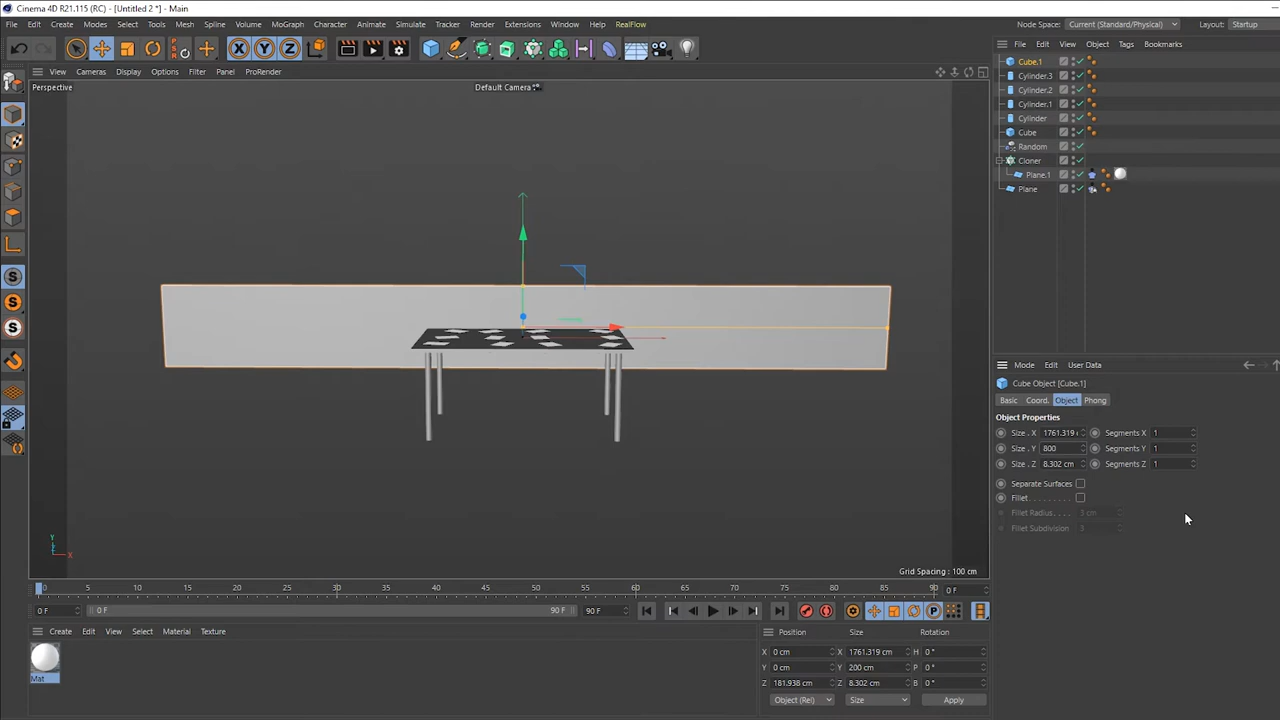 Cinema 4D R21.115 (RC) - [Untitled 2 *] - Main
File Edit Create Modes Select Tools Mesh Spline Volume MoGraph Character Animate Simulate Tracker Render Extensions Window Help RealFlow Node Space: Current (Standard/Physical) Layout: Startup
X Y Z
File Edit View Object Tags Bookmarks
View Cameras Display Options Filter Panel ProRender
Perspective
Default Camera
Cube.1
Cylinder.3
Cylinder.2
Cylinder.1
Cylinder
Cube
Random
Cloner
Plane.1
Plane
Mode Edit User Data
Cube Object [Cube.1]
Basic Coord. Object Phong
Object Properties
Size . X 1761.319 Segments X 1
Size . Y 800 Segments Y 1
Size . Z 8.302 cm Segments Z 1
Separate Surfaces
Fillet . . . . . . . . .
Fillet Radius. . . . 3 cm
Fillet Subdivision 3
Y
X
Grid Spacing : 100 cm
0 5 10 15 20 25 30 35 40 45 50 55 60 65 70 75 80 85 90 0 F
0 F 0 F 90 F 90 F
Create Edit View Select Material Texture
Mat
Position Size Rotation
X 0 cm X 1761.319 cm H 0 °
Y 0 cm Y 200 cm P 0 °
Z 181.938 cm Z 8.302 cm B 0 °
Object (Rel) Size Apply